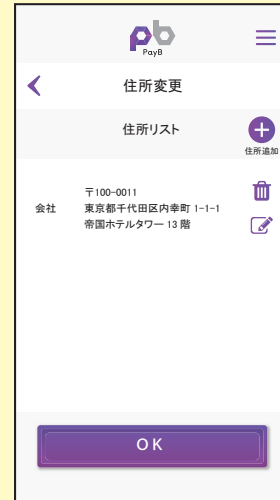 pb
PayB
住所変更
住所リスト
住所追加
会社
〒100-0011
東京都千代田区内幸町 1-1-1
帝国ホテルタワー 13 階
OK